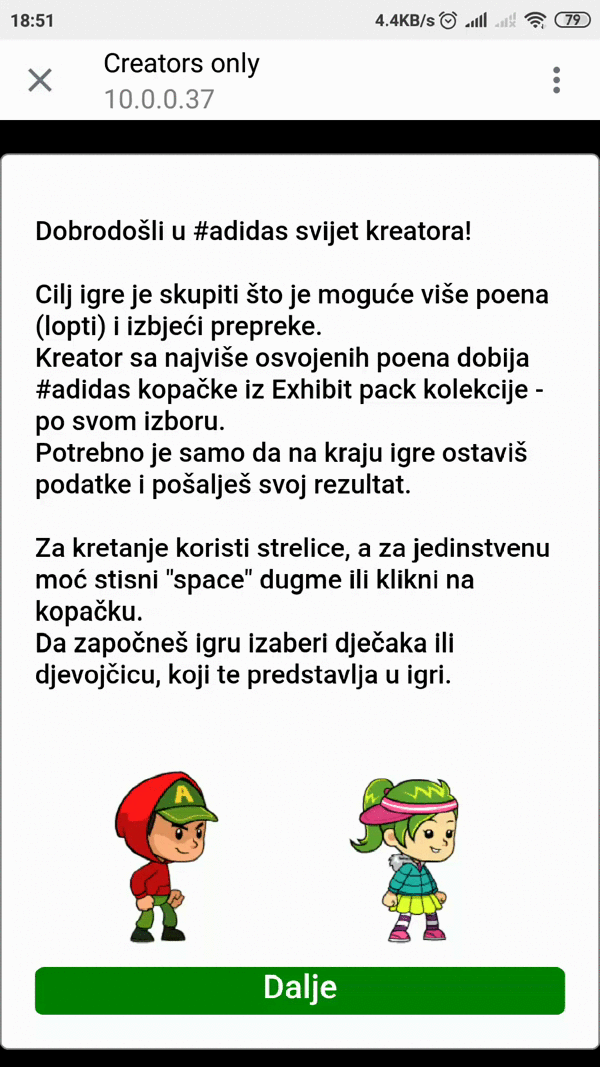 18:51
4.4KB/s
79
Creators only
10.0.0.37
Dobrodošli u #adidas svijet kreatora!
Cilj igre je skupiti što je moguće više poena
(lopti) i izbjeći prepreke.
Kreator sa najviše osvojenih poena dobija
#adidas kopačke iz Exhibit pack kolekcije -
po svom izboru.
Potrebno je samo da na kraju igre ostaviš
podatke i pošalješ svoj rezultat.
Za kretanje koristi strelice, a za jedinstvenu
moć stisni "space" dugme ili klikni na
kopačku.
Da započneš igru izaberi dječaka ili
djevojčicu, koji te predstavlja u igri.
A
Dalje